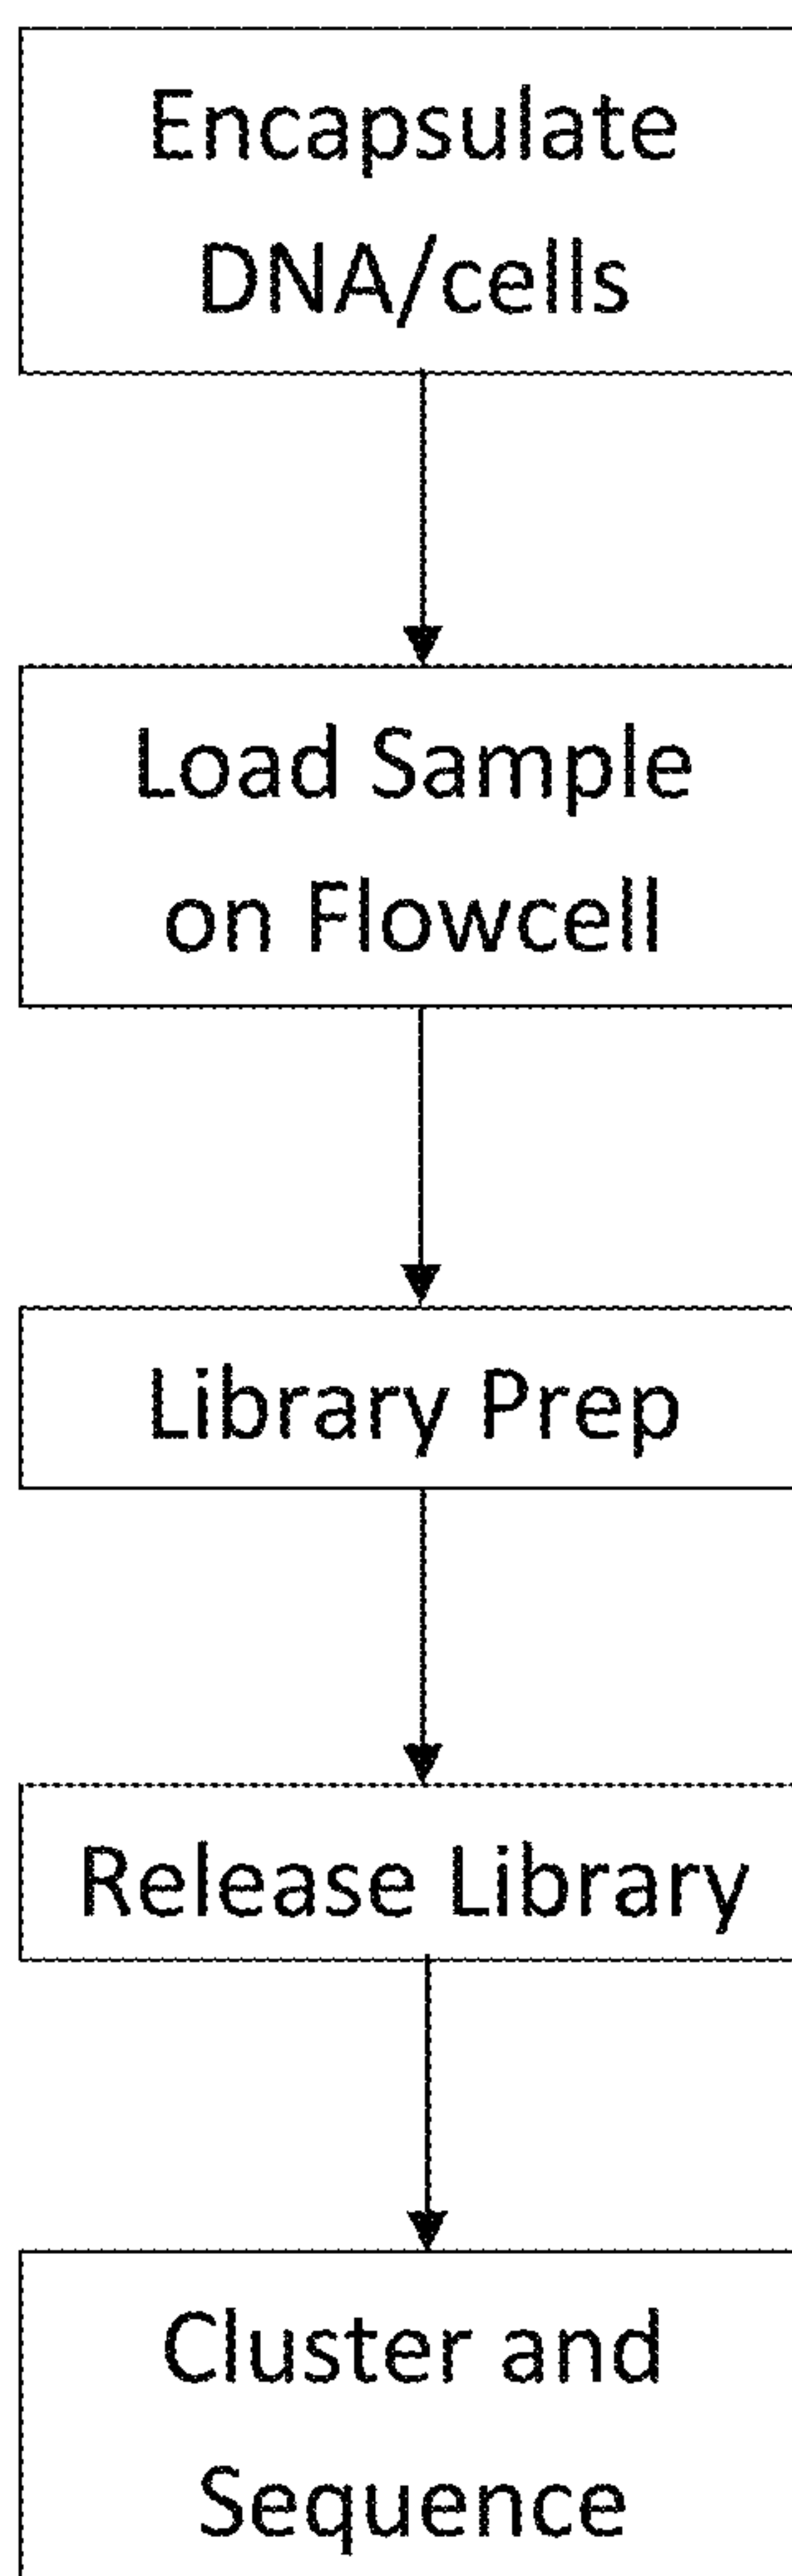 Encapsulate
DNA/cells
Load Sample
on Flowcell
Library Prep
Release Library
Cluster and
Sequence